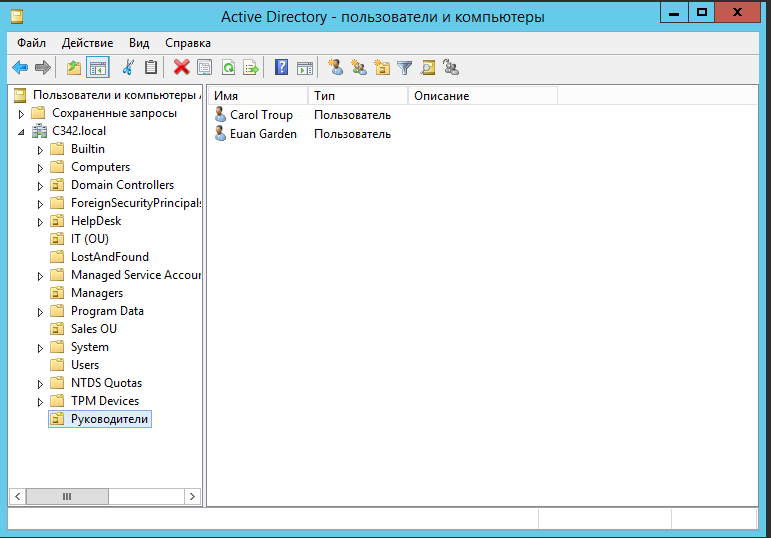 Active Directory - пользователи и компьютеры
Файл Действие Вид Справка
Пользователи и компьютеры
Сохраненные запросы
C342.local
Builtin
Computers
Domain Controllers
ForeignSecurityPrincipals
HelpDesk
IT (OU)
LostAndFound
Managed Service Accour
Managers
Program Data
Sales OU
System
Users
NTDS Quotas
TPM Devices
Руководители
Имя Тип Описание
Carol Troup Пользователь
Euan Garden Пользователь